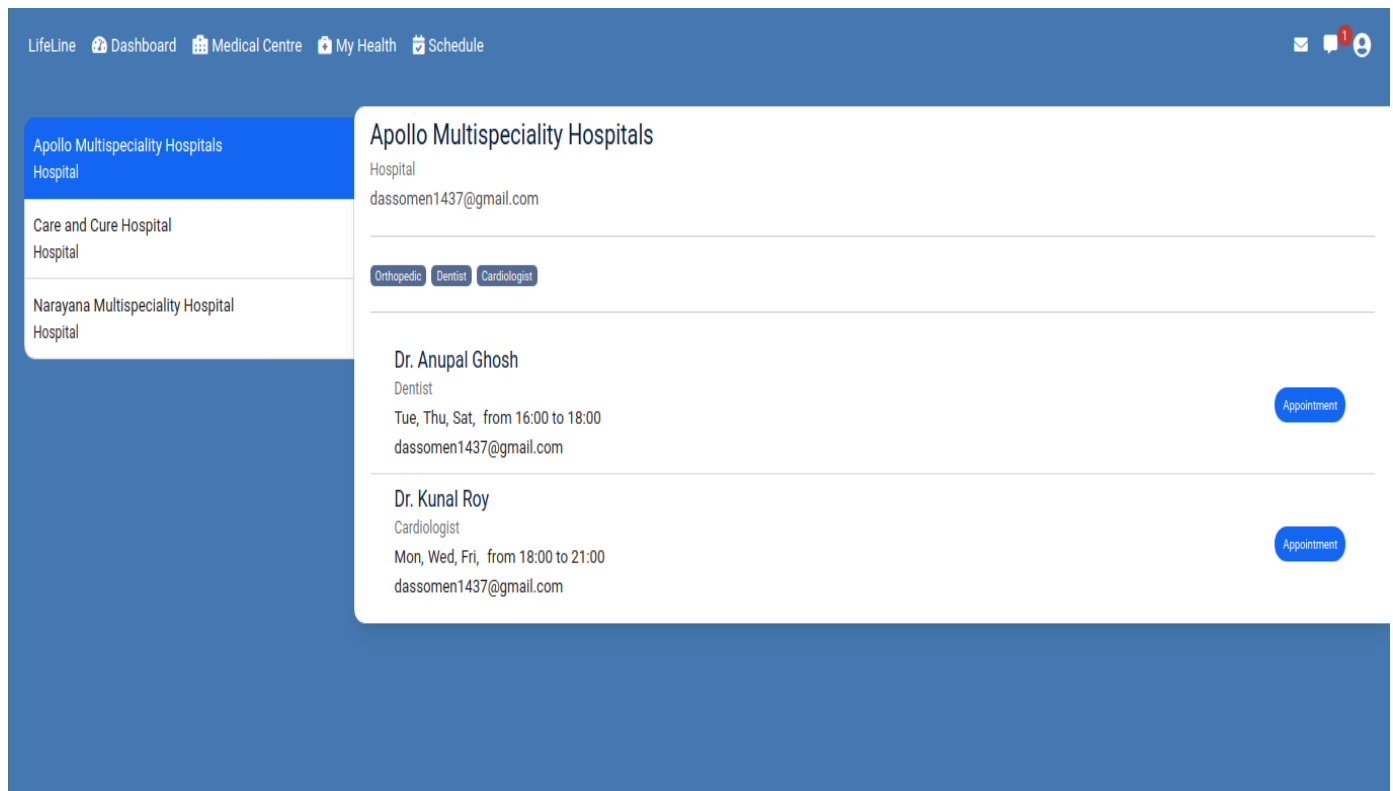 LifeLine Dashboard Medical Centre My Health Schedule 1
Apollo Multispeciality Hospitals
Hospital
Care and Cure Hospital
Hospital
Narayana Multispeciality Hospital
Hospital
Apollo Multispeciality Hospitals
Hospital
dassomen1437@gmail.com
Orthopedic Dentist Cardiologist
Dr. Anupal Ghosh
Dentist
Tue, Thu, Sat, from 16:00 to 18:00
dassomen1437@gmail.com
Appointment
Dr. Kunal Roy
Cardiologist
Mon, Wed, Fri, from 18:00 to 21:00
dassomen1437@gmail.com
Appointment